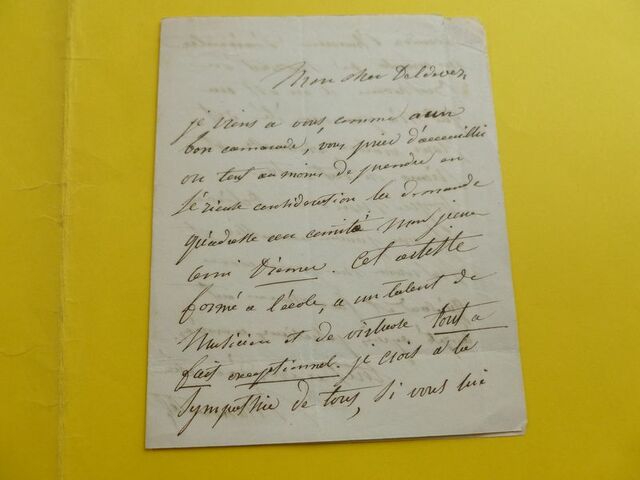 Mon cher Deldevez
je viens a vous, comme a un
bon camarade, vous prier d'accueillir
ou tout au moins de prendre en
sérieuse considération la demande
qu'adresse au comité mon jeune
ami Diemer. Cet artiste
formé a l'école, a un talent de
musicien et de virtuose tout a
fait exceptionnel. je crois a la
sympathie de tous, si vous lui